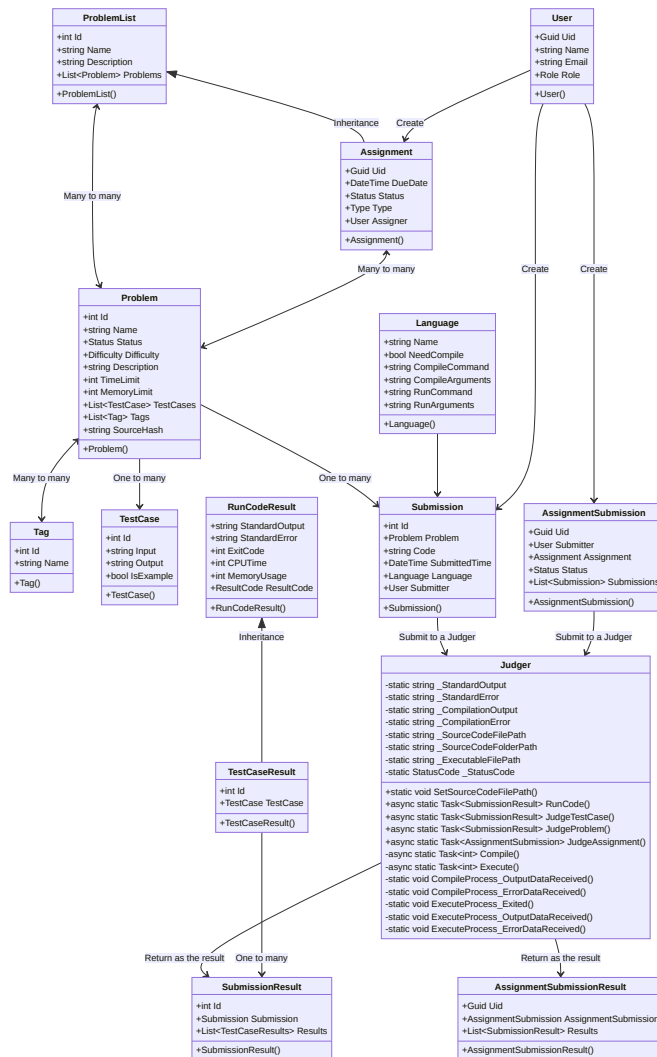 ProblemList
+int Id
+string Name
+string Description
+List<Problem> Problems
+ProblemList()
User
+Guid Uid
+string Name
+string Email
+Role Role
+User()
Inheritance
Create
Assignment
+Guid Uid
+DateTime DueDate
+Status Status
+Type Type
+User Assigner
+Assignment()
Many to many
Many to many
Create
Create
Problem
+int Id
+string Name
+Status Status
+Difficulty Difficulty
+string Description
+int TimeLimit
+int MemoryLimit
+List<TestCase> TestCases
+List<Tag> Tags
+string SourceHash
+Problem()
Language
+string Name
+bool NeedCompile
+string CompileCommand
+string CompileArguments
+string RunCommand
+string RunArguments
+Language()
Many to many
One to many
One to many
Tag
+int Id
+string Name
+Tag()
TestCase
+int Id
+string Input
+string Output
+bool IsExample
+TestCase()
RunCodeResult
+string StandardOutput
+string StandardError
+int ExitCode
+int CPUTime
+int MemoryUsage
+ResultCode ResultCode
+RunCodeResult()
Submission
+int Id
+Problem Problem
+string Code
+DateTime SubmittedTime
+Language Language
+User Submitter
+Submission()
AssignmentSubmission
+Guid Uid
+User Submitter
+Assignment Assignment
+Status Status
+List<Submission> Submissions
+AssignmentSubmission()
Inheritance
Submit to a Judger
Submit to a Judger
Judger
-static string _StandardOutput
-static string _StandardError
-static string _CompilationOutput
-static string _CompilationError
-static string _SourceCodeFilePath
-static string _SourceCodeFolderPath
-static string _ExecutableFilePath
-static StatusCode _StatusCode
+static void SetSourceCodeFilePath()
+async static Task<SubmissionResult> RunCode()
+async static Task<SubmissionResult> JudgeTestCase()
+async static Task<SubmissionResult> JudgeProblem()
+async static Task<AssignmentSubmission> JudgeAssignment()
-async static Task<int> Compile()
-async static Task<int> Execute()
-static void CompileProcess_OutputDataReceived()
-static void CompileProcess_ErrorDataReceived()
-static void ExecuteProcess_Exited()
-static void ExecuteProcess_OutputDataReceived()
-static void ExecuteProcess_ErrorDataReceived()
TestCaseResult
+int Id
+TestCase TestCase
+TestCaseResult()
Return as the result
One to many
Return as the result
SubmissionResult
+int Id
+Submission Submission
+List<TestCaseResults> Results
+SubmissionResult()
AssignmentSubmissionResult
+Guid Uid
+AssignmentSubmission AssignmentSubmission
+List<SubmissionResult> Results
+AssignmentSubmissionResult()